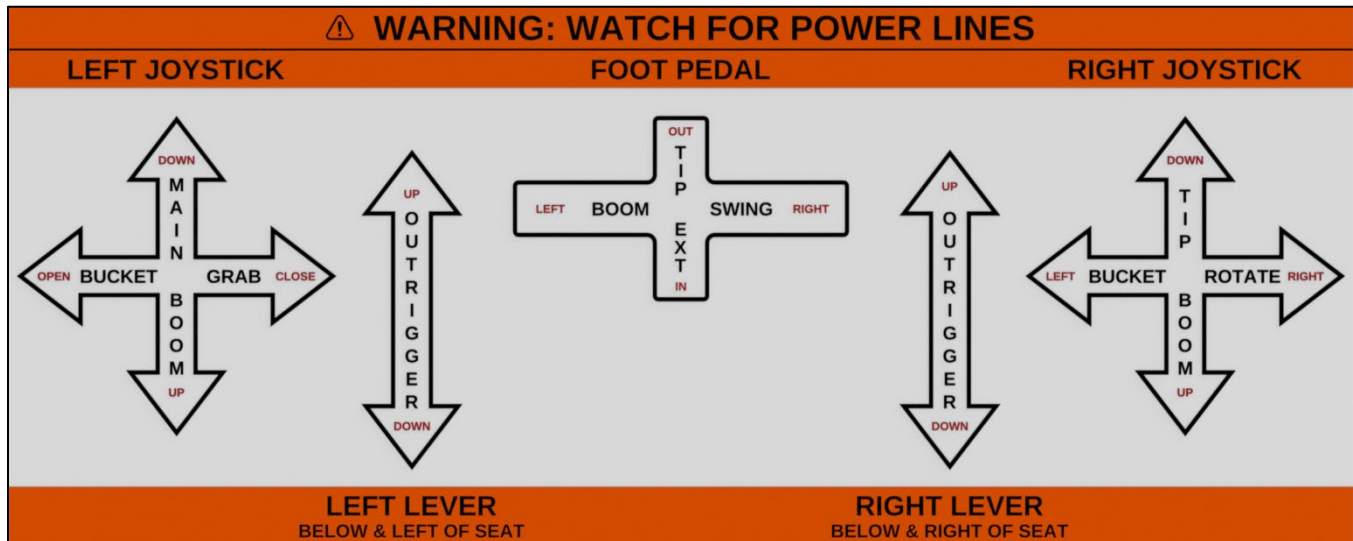 ⚠ WARNING: WATCH FOR POWER LINES
LEFT JOYSTICK
FOOT PEDAL
RIGHT JOYSTICK
DOWN
MAIN BOOM
UP
OPEN BUCKET GRAB CLOSE
UP
OUTRIGGER
DOWN
OUT
TIP EXT
IN
LEFT BOOM SWING RIGHT
UP
OUTRIGGER
DOWN
DOWN
TIP BOOM
UP
LEFT BUCKET ROTATE RIGHT
LEFT LEVER
BELOW & LEFT OF SEAT
RIGHT LEVER
BELOW & RIGHT OF SEAT